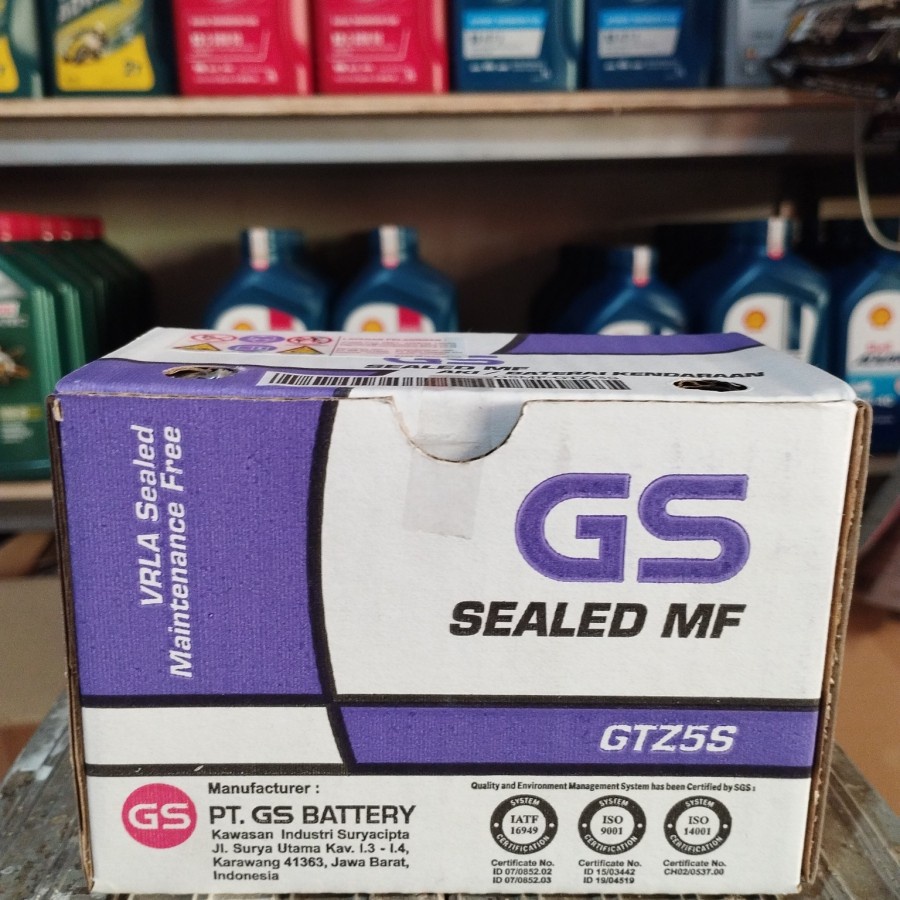 GS
SEALED MF
AKI / BATERAI KENDARAAN
VRLA Sealed
Maintenance Free
GS
SEALED MF
GTZ5S
Manufacturer :
GS
PT. GS BATTERY
Kawasan Industri Suryacipta
Jl. Surya Utama Kav. I.3 - I.4,
Karawang 41363, Jawa Barat,
Indonesia
Quality and Environment Management System has been Certified by SGS :
SYSTEM
IATF
16949
CERTIFICATION
Certificate No.
ID 07/0852.02
ID 07/0852.03
SYSTEM
ISO
9001
CERTIFICATION
Certificate No.
ID 15/03442
ID 19/04519
SYSTEM
ISO
14001
CERTIFICATION
Certificate No.
CH02/0537.00